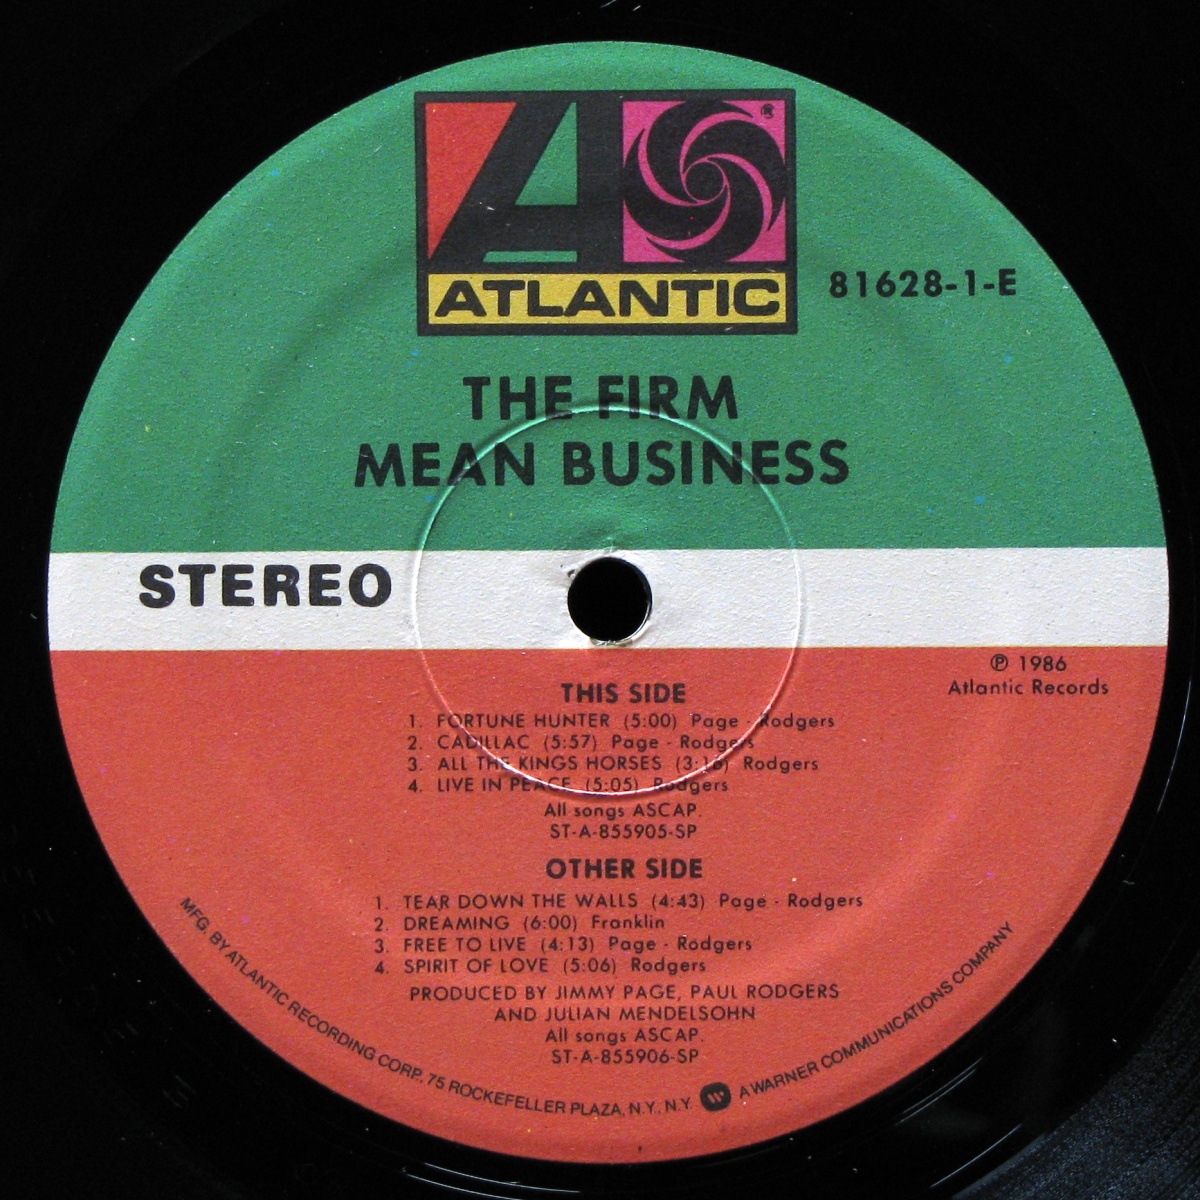 ATLANTIC
®
81628-1-E
THE FIRM
MEAN BUSINESS
STEREO
℗ 1986
Atlantic Records
THIS SIDE
1. FORTUNE HUNTER (5:00) Page - Rodgers
2. CADILLAC (5:57) Page - Rodgers
3. ALL THE KINGS HORSES (3:16) Rodgers
4. LIVE IN PEACE (5:05) Rodgers
All songs ASCAP.
ST-A-855905-SP
OTHER SIDE
1. TEAR DOWN THE WALLS (4:43) Page - Rodgers
2. DREAMING (6:00) Franklin
3. FREE TO LIVE (4:13) Page - Rodgers
4. SPIRIT OF LOVE (5:06) Rodgers
PRODUCED BY JIMMY PAGE, PAUL RODGERS
AND JULIAN MENDELSOHN
All songs ASCAP.
ST-A-855906-SP
MFG. BY ATLANTIC RECORDING CORP., 75 ROCKEFELLER PLAZA, N.Y., N.Y. A WARNER COMMUNICATIONS COMPANY